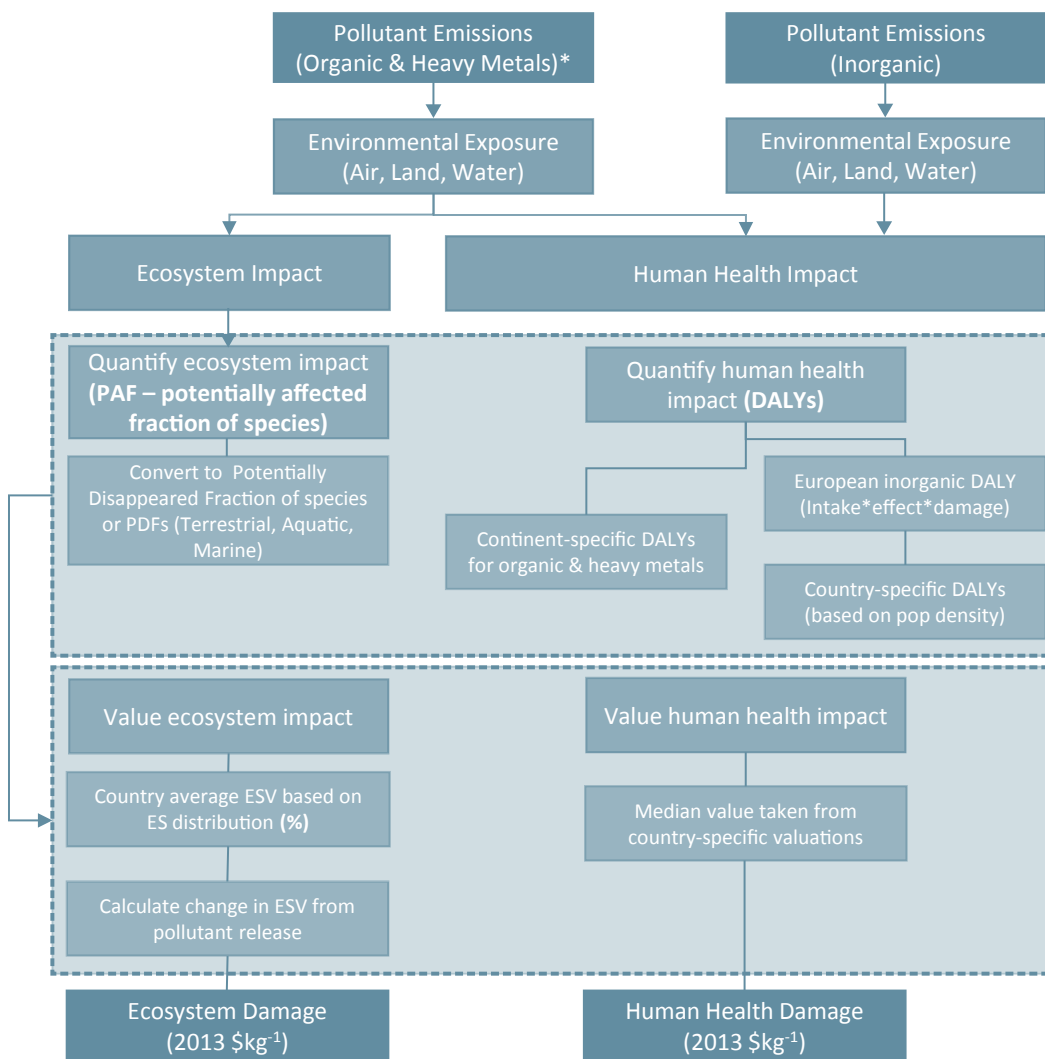 Pollutant Emissions
(Organic & Heavy Metals)*
Pollutant Emissions
(Inorganic)
Environmental Exposure
(Air, Land, Water)
Environmental Exposure
(Air, Land, Water)
Ecosystem Impact
Human Health Impact
Quantify ecosystem impact
(PAF – potentially affected
fraction of species)
Quantify human health
impact (DALYs)
Convert to Potentially
Disappeared Fraction of species
or PDFs (Terrestrial, Aquatic,
Marine)
European inorganic DALY
(Intake*effect*damage)
Continent-specific DALYs
for organic & heavy metals
Country-specific DALYs
(based on pop density)
Value ecosystem impact
Value human health impact
Country average ESV based on
ES distribution (%)
Median value taken from
country-specific valuations
Calculate change in ESV from
pollutant release
Ecosystem Damage
(2013 $kg⁻¹)
Human Health Damage
(2013 $kg⁻¹)